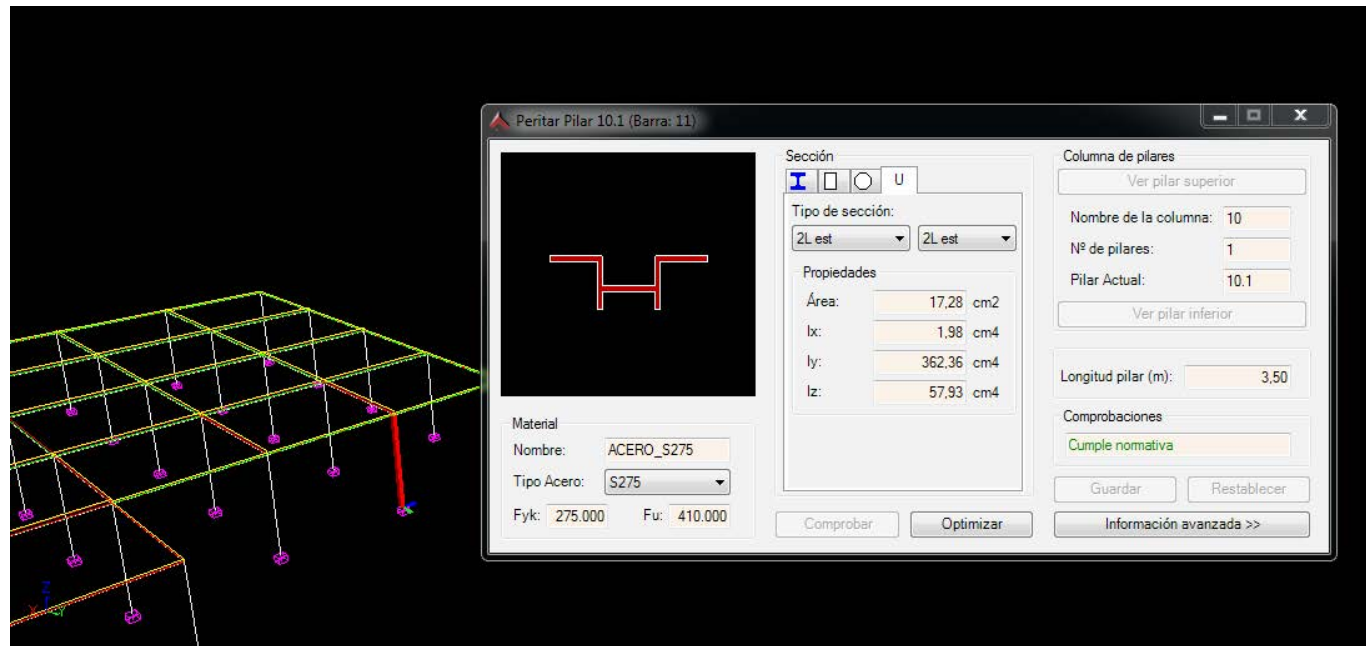 Peritar Pilar 10.1 (Barra: 11)
Sección
U
Tipo de sección:
2L est
2L est
Propiedades
Área: 17,28 cm2
Ix: 1,98 cm4
Iy: 362,36 cm4
Iz: 57,93 cm4
Columna de pilares
Ver pilar superior
Nombre de la columna: 10
Nº de pilares: 1
Pilar Actual: 10.1
Ver pilar inferior
Longitud pilar (m): 3,50
Material
Nombre: ACERO_S275
Tipo Acero: S275
Fyk: 275.000 Fu: 410.000
Comprobar
Optimizar
Comprobaciones
Cumple normativa
Guardar
Restablecer
Información avanzada >>
Z
X
Y